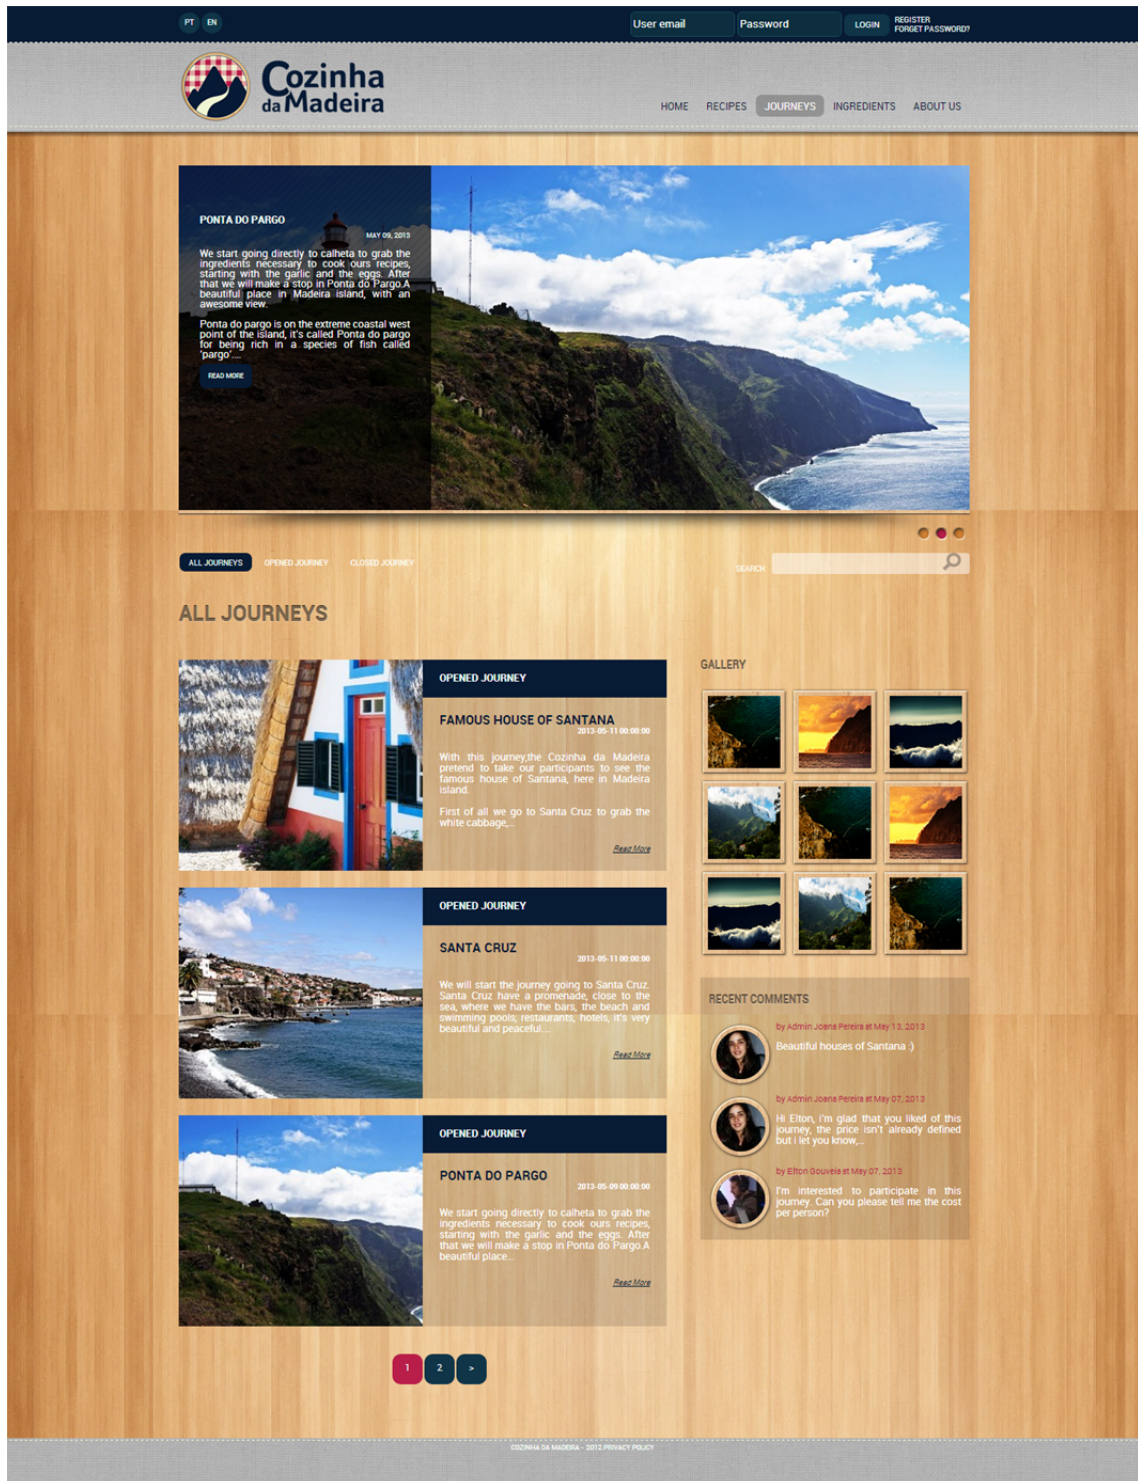 PT EN
User email Password LOGIN REGISTER
FORGET PASSWORD?
Cozinha
da Madeira
HOME RECIPES JOURNEYS INGREDIENTS ABOUT US
PONTA DO PARGO
MAY 09, 2013
We start going directly to calheta to grab the
ingredients necessary to cook ours recipes,
starting with the garlic and the eggs. After
that we will make a stop in Ponta do Pargo.A
beautiful place in Madeira island, with an
awesome view.
Ponta do pargo is on the extreme coastal west
point of the island, it's called Ponta do pargo
for being rich in a species of fish called
'pargo'....
READ MORE
ALL JOURNEYS OPENED JOURNEY CLOSED JOURNEY
SEARCH
ALL JOURNEYS
OPENED JOURNEY
FAMOUS HOUSE OF SANTANA
2013-05-11 00:00:00
With this journey,the Cozinha da Madeira
pretend to take our participants to see the
famous house of Santana, here in Madeira
island.
First of all we go to Santa Cruz to grab the
white cabbage,...
Read More
OPENED JOURNEY
SANTA CRUZ
2013-05-11 00:00:00
We will start the journey going to Santa Cruz.
Santa Cruz have a promenade, close to the
sea, where we have the bars, the beach and
swimming pools, restaurants, hotels, it's very
beautiful and peaceful....
Read More
OPENED JOURNEY
PONTA DO PARGO
2013-05-09 00:00:00
We start going directly to calheta to grab the
ingredients necessary to cook ours recipes,
starting with the garlic and the eggs. After
that we will make a stop in Ponta do Pargo.A
beautiful place...
Read More
1 2 >
GALLERY
RECENT COMMENTS
by Admin Joana Pereira at May 13, 2013
Beautiful houses of Santana :)
by Admin Joana Pereira at May 07, 2013
Hi Elton, i'm glad that you liked of this
journey, the price isn't already defined
but i let you know,...
by Elton Gouveia at May 07, 2013
I'm interested to participate in this
journey. Can you please tell me the cost
per person?
COZINHA DA MADEIRA - 2012 PRIVACY POLICY